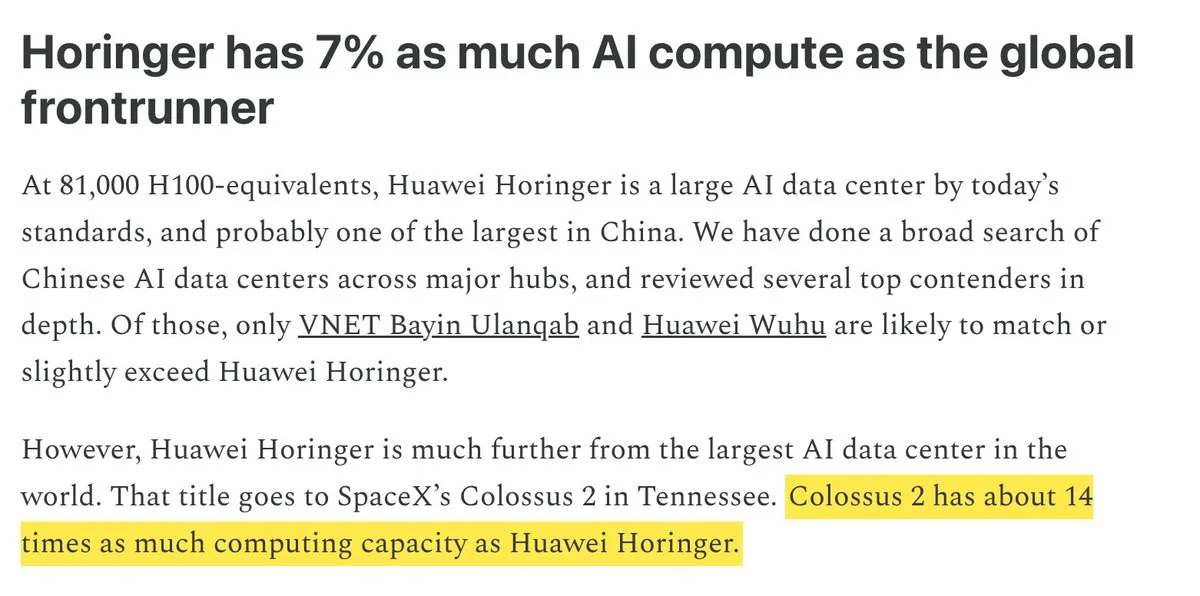 Horinger has 7% as much AI compute as the global
frontrunner
At 81,000 H100-equivalents, Huawei Horinger is a large AI data center by today’s
standards, and probably one of the largest in China. We have done a broad search of
Chinese AI data centers across major hubs, and reviewed several top contenders in
depth. Of those, only VNET Bayin Ulanqab and Huawei Wuhu are likely to match or
slightly exceed Huawei Horinger.
However, Huawei Horinger is much further from the largest AI data center in the
world. That title goes to SpaceX’s Colossus 2 in Tennessee. Colossus 2 has about 14
times as much computing capacity as Huawei Horinger.